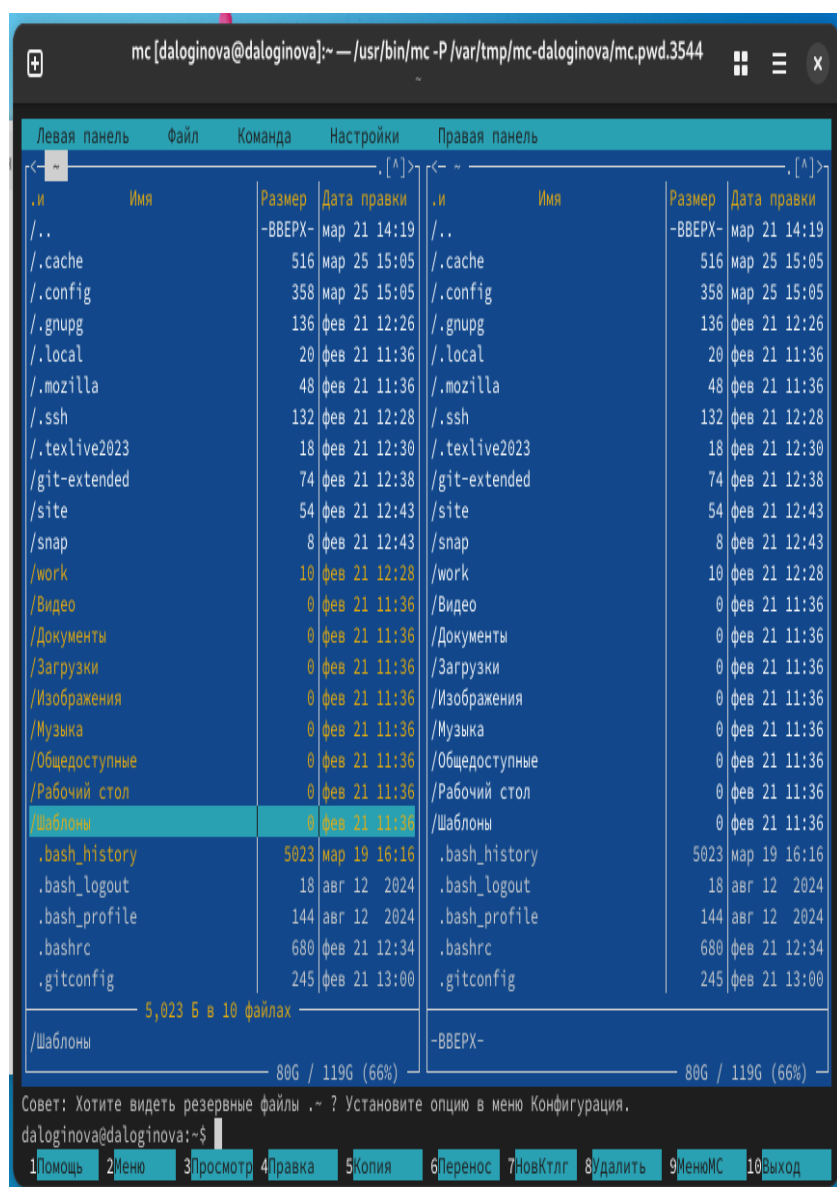 mc [daloginova@daloginova]:~ — /usr/bin/mc -P /var/tmp/mc-daloginova/mc.pwd.3544
~
Левая панель Файл Команда Настройки Правая панель
<— ~ .[^]> <— ~ .[^]>
.и Имя Размер Дата правки .и Имя Размер Дата правки
/.. -ВВЕРХ- мар 21 14:19 /.. -ВВЕРХ- мар 21 14:19
/.cache 516 мар 25 15:05 /.cache 516 мар 25 15:05
/.config 358 мар 25 15:05 /.config 358 мар 25 15:05
/.gnupg 136 фев 21 12:26 /.gnupg 136 фев 21 12:26
/.local 20 фев 21 11:36 /.local 20 фев 21 11:36
/.mozilla 48 фев 21 11:36 /.mozilla 48 фев 21 11:36
/.ssh 132 фев 21 12:28 /.ssh 132 фев 21 12:28
/.texlive2023 18 фев 21 12:30 /.texlive2023 18 фев 21 12:30
/git-extended 74 фев 21 12:38 /git-extended 74 фев 21 12:38
/site 54 фев 21 12:43 /site 54 фев 21 12:43
/snap 8 фев 21 12:43 /snap 8 фев 21 12:43
/work 10 фев 21 12:28 /work 10 фев 21 12:28
/Видео 0 фев 21 11:36 /Видео 0 фев 21 11:36
/Документы 0 фев 21 11:36 /Документы 0 фев 21 11:36
/Загрузки 0 фев 21 11:36 /Загрузки 0 фев 21 11:36
/Изображения 0 фев 21 11:36 /Изображения 0 фев 21 11:36
/Музыка 0 фев 21 11:36 /Музыка 0 фев 21 11:36
/Общедоступные 0 фев 21 11:36 /Общедоступные 0 фев 21 11:36
/Рабочий стол 0 фев 21 11:36 /Рабочий стол 0 фев 21 11:36
/Шаблоны 0 фев 21 11:36 /Шаблоны 0 фев 21 11:36
.bash_history 5023 мар 19 16:16 .bash_history 5023 мар 19 16:16
.bash_logout 18 авг 12 2024 .bash_logout 18 авг 12 2024
.bash_profile 144 авг 12 2024 .bash_profile 144 авг 12 2024
.bashrc 680 фев 21 12:34 .bashrc 680 фев 21 12:34
.gitconfig 245 фев 21 13:00 .gitconfig 245 фев 21 13:00
5,023 Б в 10 файлах
/Шаблоны -ВВЕРХ-
80G / 119G (66%) 80G / 119G (66%)
Совет: Хотите видеть резервные файлы .~ ? Установите опцию в меню Конфигурация.
daloginova@daloginova:~$
1Помощь 2Меню 3Просмотр 4Правка 5Копия 6Перенос 7НовКтлг 8Удалить 9МенюМС 10Выход